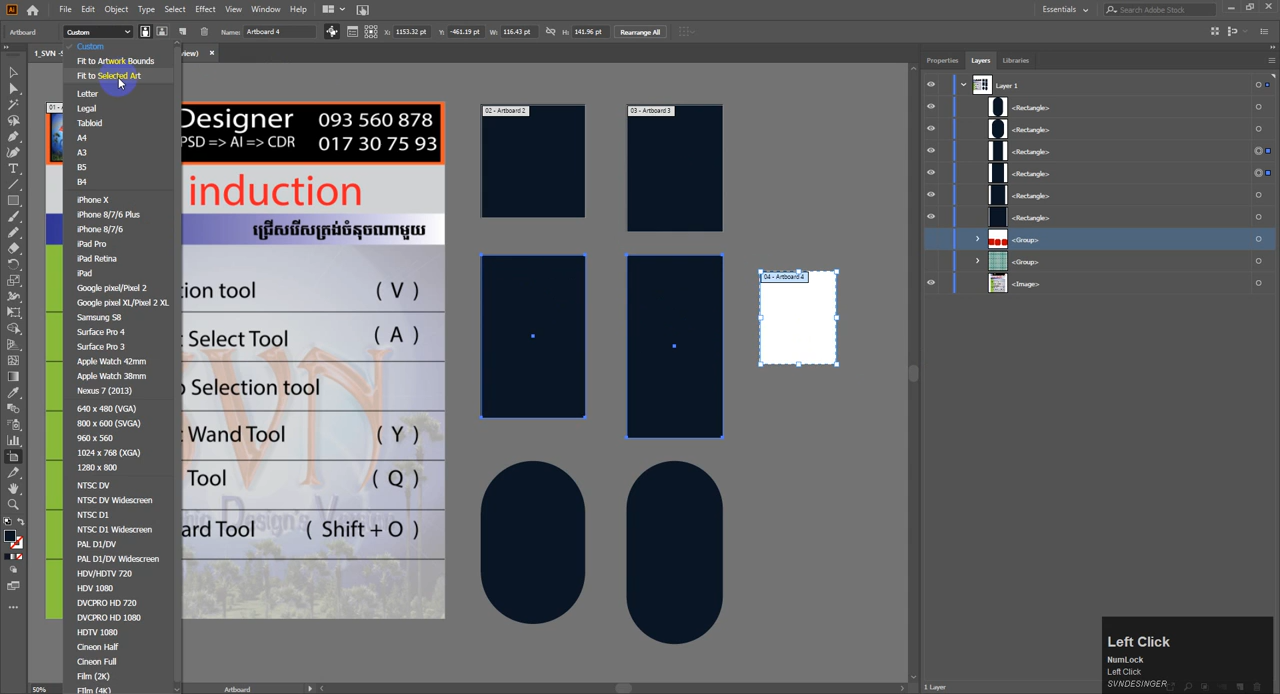 Ai File Edit Object Type Select Effect View Window Help Essentials Search Adobe Stock
Artboard Custom Name: Artboard 4 X: 1153.32 pt Y: -461.19 pt W: 116.43 pt H: 141.96 pt Rearrange All
Custom
Fit to Artwork Bounds
Fit to Selected Art
Letter
Legal
Tabloid
A4
A3
B5
B4
iPhone X
iPhone 8/7/6 Plus
iPhone 8/7/6
iPad Pro
iPad Retina
iPad
Google pixel/Pixel 2
Google pixel XL/Pixel 2 XL
Samsung S8
Surface Pro 4
Surface Pro 3
Apple Watch 42mm
Apple Watch 38mm
Nexus 7 (2013)
640 x 480 (VGA)
800 x 600 (SVGA)
960 x 560
1024 x 768 (XGA)
1280 x 800
NTSC DV
NTSC DV Widescreen
NTSC D1
NTSC D1 Widescreen
PAL D1/DV
PAL D1/DV Widescreen
HDV/HDTV 720
HDV 1080
DVCPRO HD 720
DVCPRO HD 1080
HDTV 1080
Cineon Half
Cineon Full
Film (2K)
Film (4K)
1_SVN
view)
Designer 093 560 878
PSD => AI => CDR 017 30 75 93
induction
ជ្រើសរើសត្រង់ចំនុចណាមួយ
tion tool ( V )
Select Tool ( A )
Selection tool
Wand Tool ( Y )
Tool ( Q )
ard Tool ( Shift + O )
02 - Artboard 2
03 - Artboard 3
04 - Artboard 4
Properties Layers Libraries
Layer 1
<Rectangle>
<Rectangle>
<Rectangle>
<Rectangle>
<Rectangle>
<Rectangle>
<Group>
<Group>
<Image>
Left Click
NumLock
Left Click
SVNDESINGER
50% Artboard
1 Layer